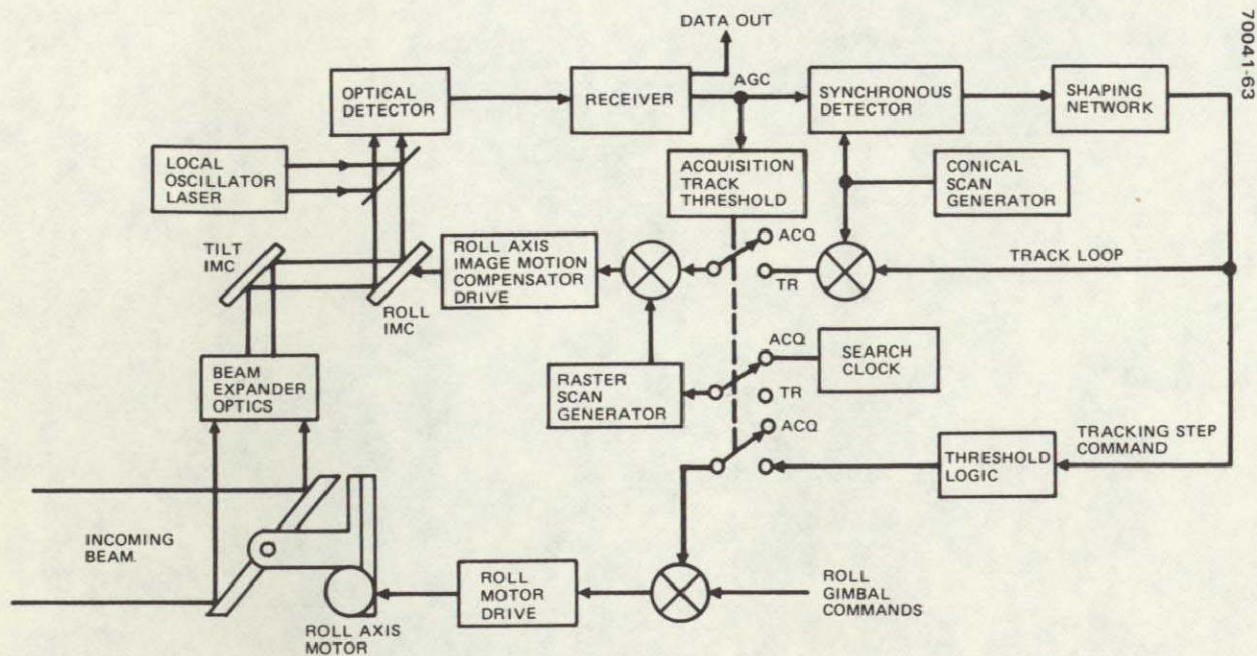 70041-63
DATA OUT
OPTICAL
DETECTOR
RECEIVER
AGC
SYNCHRONOUS
DETECTOR
SHAPING
NETWORK
LOCAL
OSCILLATOR
LASER
ACQUISITION
TRACK
THRESHOLD
CONICAL
SCAN
GENERATOR
TILT
IMC
ROLL AXIS
IMAGE MOTION
COMPENSATOR
DRIVE
ACQ
TR
TRACK LOOP
ROLL
IMC
BEAM
EXPANDER
OPTICS
RASTER
SCAN
GENERATOR
ACQ
TR
SEARCH
CLOCK
ACQ
THRESHOLD
LOGIC
TRACKING STEP
COMMAND
INCOMING
BEAM.
ROLL AXIS
MOTOR
ROLL
MOTOR
DRIVE
ROLL
GIMBAL
COMMANDS